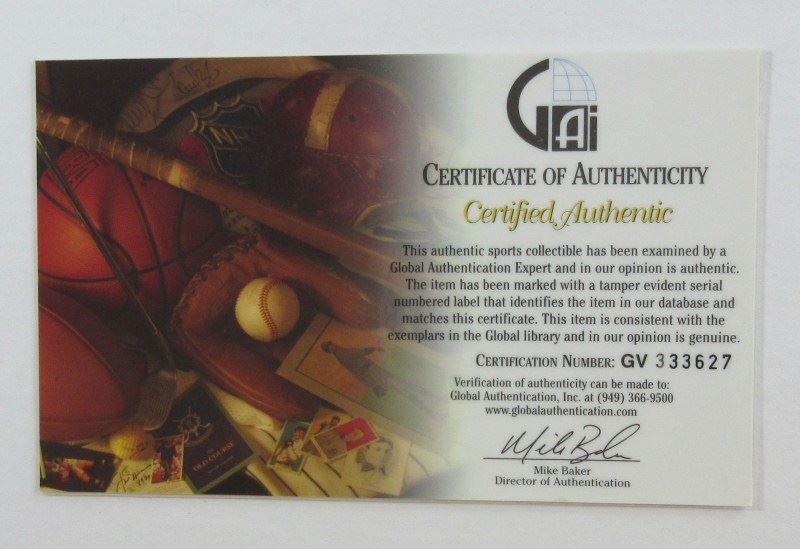 GAi
CERTIFICATE OF AUTHENTICITY
Certified Authentic
This authentic sports collectible has been examined by a
Global Authentication Expert and in our opinion is authentic.
The item has been marked with a tamper evident serial
numbered label that identifies the item in our database and
matches this certificate. This item is consistent with the
exemplars in the Global library and in our opinion is genuine.
CERTIFICATION NUMBER: GV 333627
Verification of authenticity can be made to:
Global Authentication, Inc. at (949) 366-9500
www.globalauthentication.com
Mike Baker
Director of Authentication
OLD COURSE